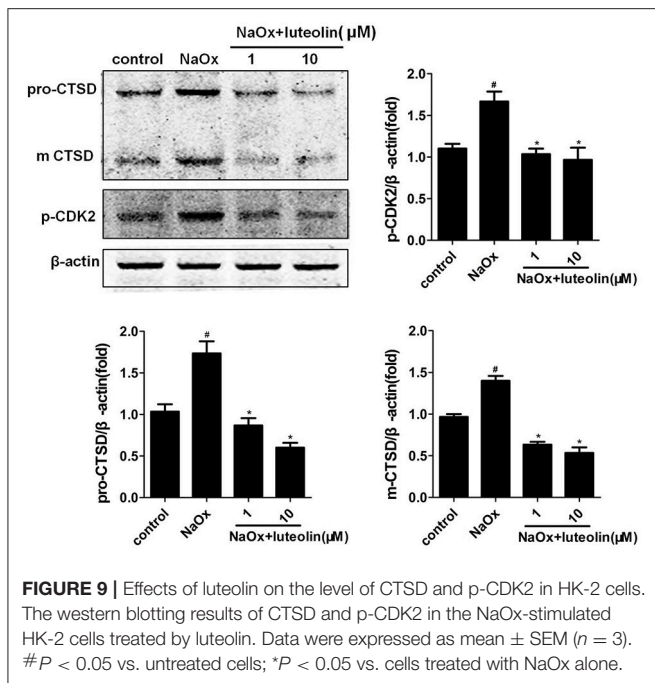 NaOx+luteolin(μM)
control NaOx 1 10
pro-CTSD
m CTSD
p-CDK2
β-actin
p-CDK2/β -actin(fold)
2.0
1.5
1.0
0.5
0.0
#
*
*
control
NaOx
1
10
NaOx+luteolin(μM)
pro-CTSD/β -actin(fold)
2.0
1.5
1.0
0.5
0.0
#
*
*
control
NaOx
1
10
NaOx+luteolin(μM)
m-CTSD/β -actin(fold)
2.0
1.5
1.0
0.5
0.0
#
*
*
control
NaOx
1
10
NaOx+luteolin(μM)
FIGURE 9 | Effects of luteolin on the level of CTSD and p-CDK2 in HK-2 cells.
The western blotting results of CTSD and p-CDK2 in the NaOx-stimulated
HK-2 cells treated by luteolin. Data were expressed as mean ± SEM (n = 3).
#P < 0.05 vs. untreated cells; *P < 0.05 vs. cells treated with NaOx alone.